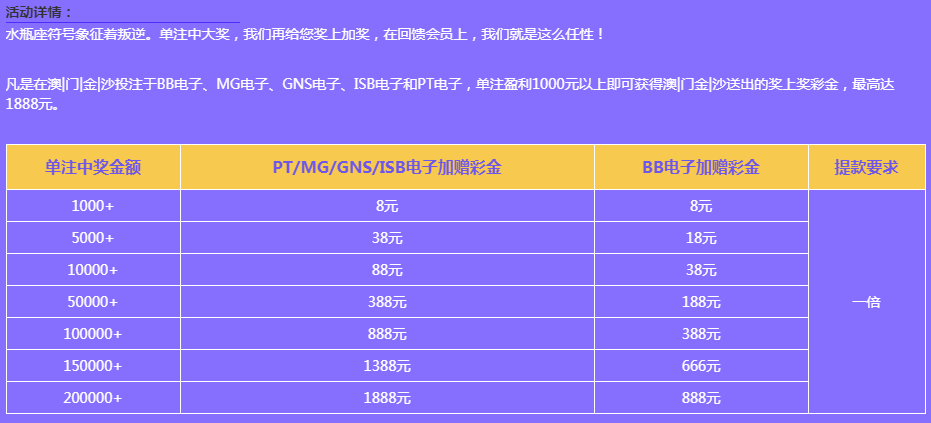 活动详情：
水瓶座符号象征着叛逆。单注中大奖，我们再给您奖上加奖，在回馈会员上，我们就是这么任性！
凡是在澳|门|金|沙投注于BB电子、MG电子、GNS电子、ISB电子和PT电子，单注盈利1000元以上即可获得澳|门金|沙送出的奖上奖彩金，最高达
1888元。
单注中奖金额 PT/MG/GNS/ISB电子加赠彩金 BB电子加赠彩金 提款要求
1000+ 8元 8元
5000+ 38元 18元
10000+ 88元 38元
50000+ 388元 188元 一倍
100000+ 888元 388元
150000+ 1388元 666元
200000+ 1888元 888元